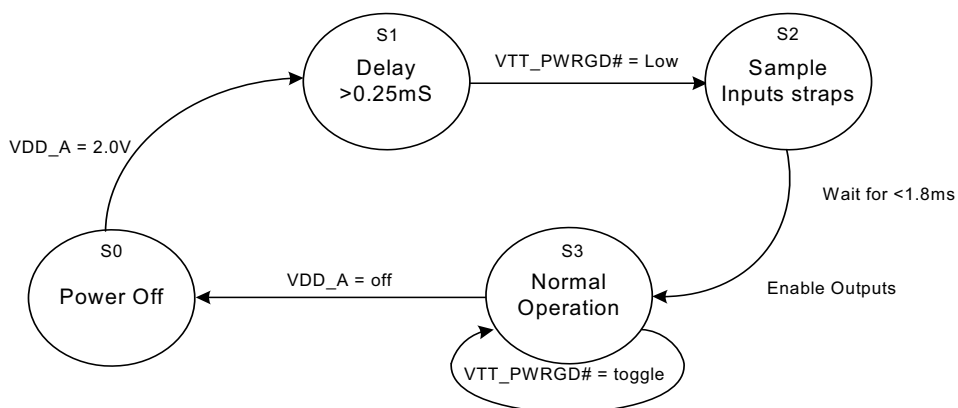 S1
Delay
>0.25mS
VTT_PWRGD# = Low
S2
Sample
Inputs straps
VDD_A = 2.0V
Wait for <1.8ms
S0
Power Off
VDD_A = off
S3
Normal
Operation
Enable Outputs
VTT_PWRGD# = toggle